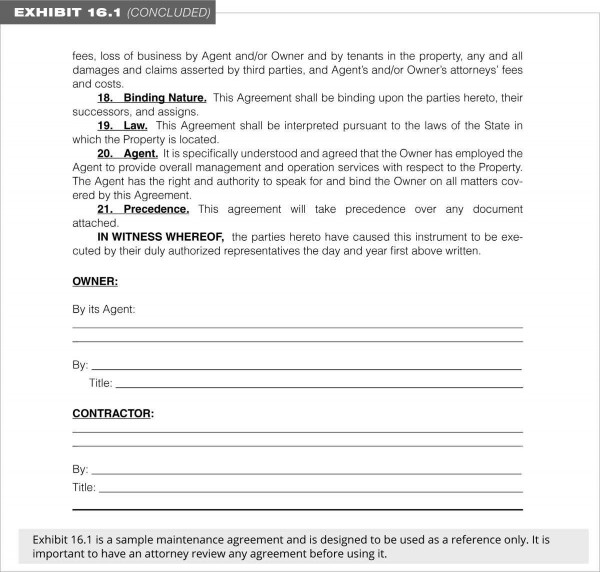 EXHIBIT 16.1 (CONCLUDED)
fees, loss of business by Agent and/or Owner and by tenants in the property, any and all
damages and claims asserted by third parties, and Agent's and/or Owner's attorneys' fees
and costs.
18. Binding Nature. This Agreement shall be binding upon the parties hereto, their
successors, and assigns.
19. Law. This Agreement shall be interpreted pursuant to the laws of the State in
which the Property is located.
20. Agent. It is specifically understood and agreed that the Owner has employed the
Agent to provide overall management and operation services with respect to the Property.
The Agent has the right and authority to speak for and bind the Owner on all matters cov-
ered by this Agreement.
21. Precedence. This agreement will take precedence over any document
attached.
IN WITNESS WHEREOF, the parties hereto have caused this instrument to be exe-
cuted by their duly authorized representatives the day and year first above written.
OWNER:
By its Agent:
By:
Title:
CONTRACTOR:
By:
Title:
Exhibit 16.1 is a sample maintenance agreement and is designed to be used as a reference only. It is
important to have an attorney review any agreement before using it.